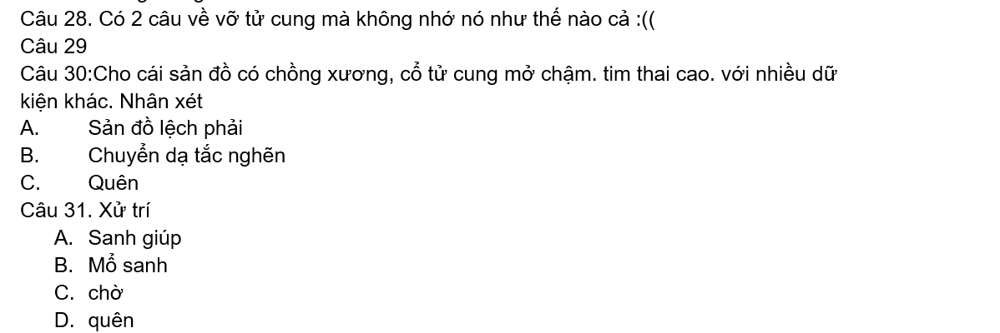 Câu 28. Có 2 câu về vỡ tử cung mà không nhớ nó như thế nào cả :((
Câu 29
Câu 30:Cho cái sản đồ có chồng xương, cổ tử cung mở chậm. tim thai cao. với nhiều dữ
kiện khác. Nhân xét
A. Sản đồ lệch phải
B. Chuyển dạ tắc nghẽn
C. Quên
Câu 31. Xử trí
A. Sanh giúp
B. Mổ sanh
C. chờ
D. quên